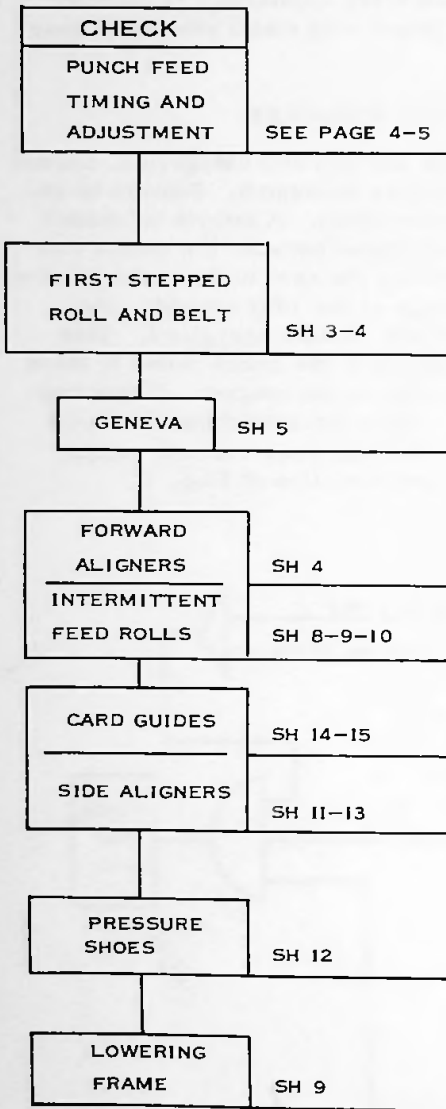 CHECK
PUNCH FEED
TIMING AND
ADJUSTMENT
SEE PAGE 4-5
FIRST STEPPED
ROLL AND BELT
SH 3-4
GENEVA
SH 5
FORWARD
ALIGNERS
SH 4
INTERMITTENT
FEED ROLLS
SH 8-9-10
CARD GUIDES
SH 14-15
SIDE ALIGNERS
SH 11-13
PRESSURE
SHOES
SH 12
LOWERING
FRAME
SH 9